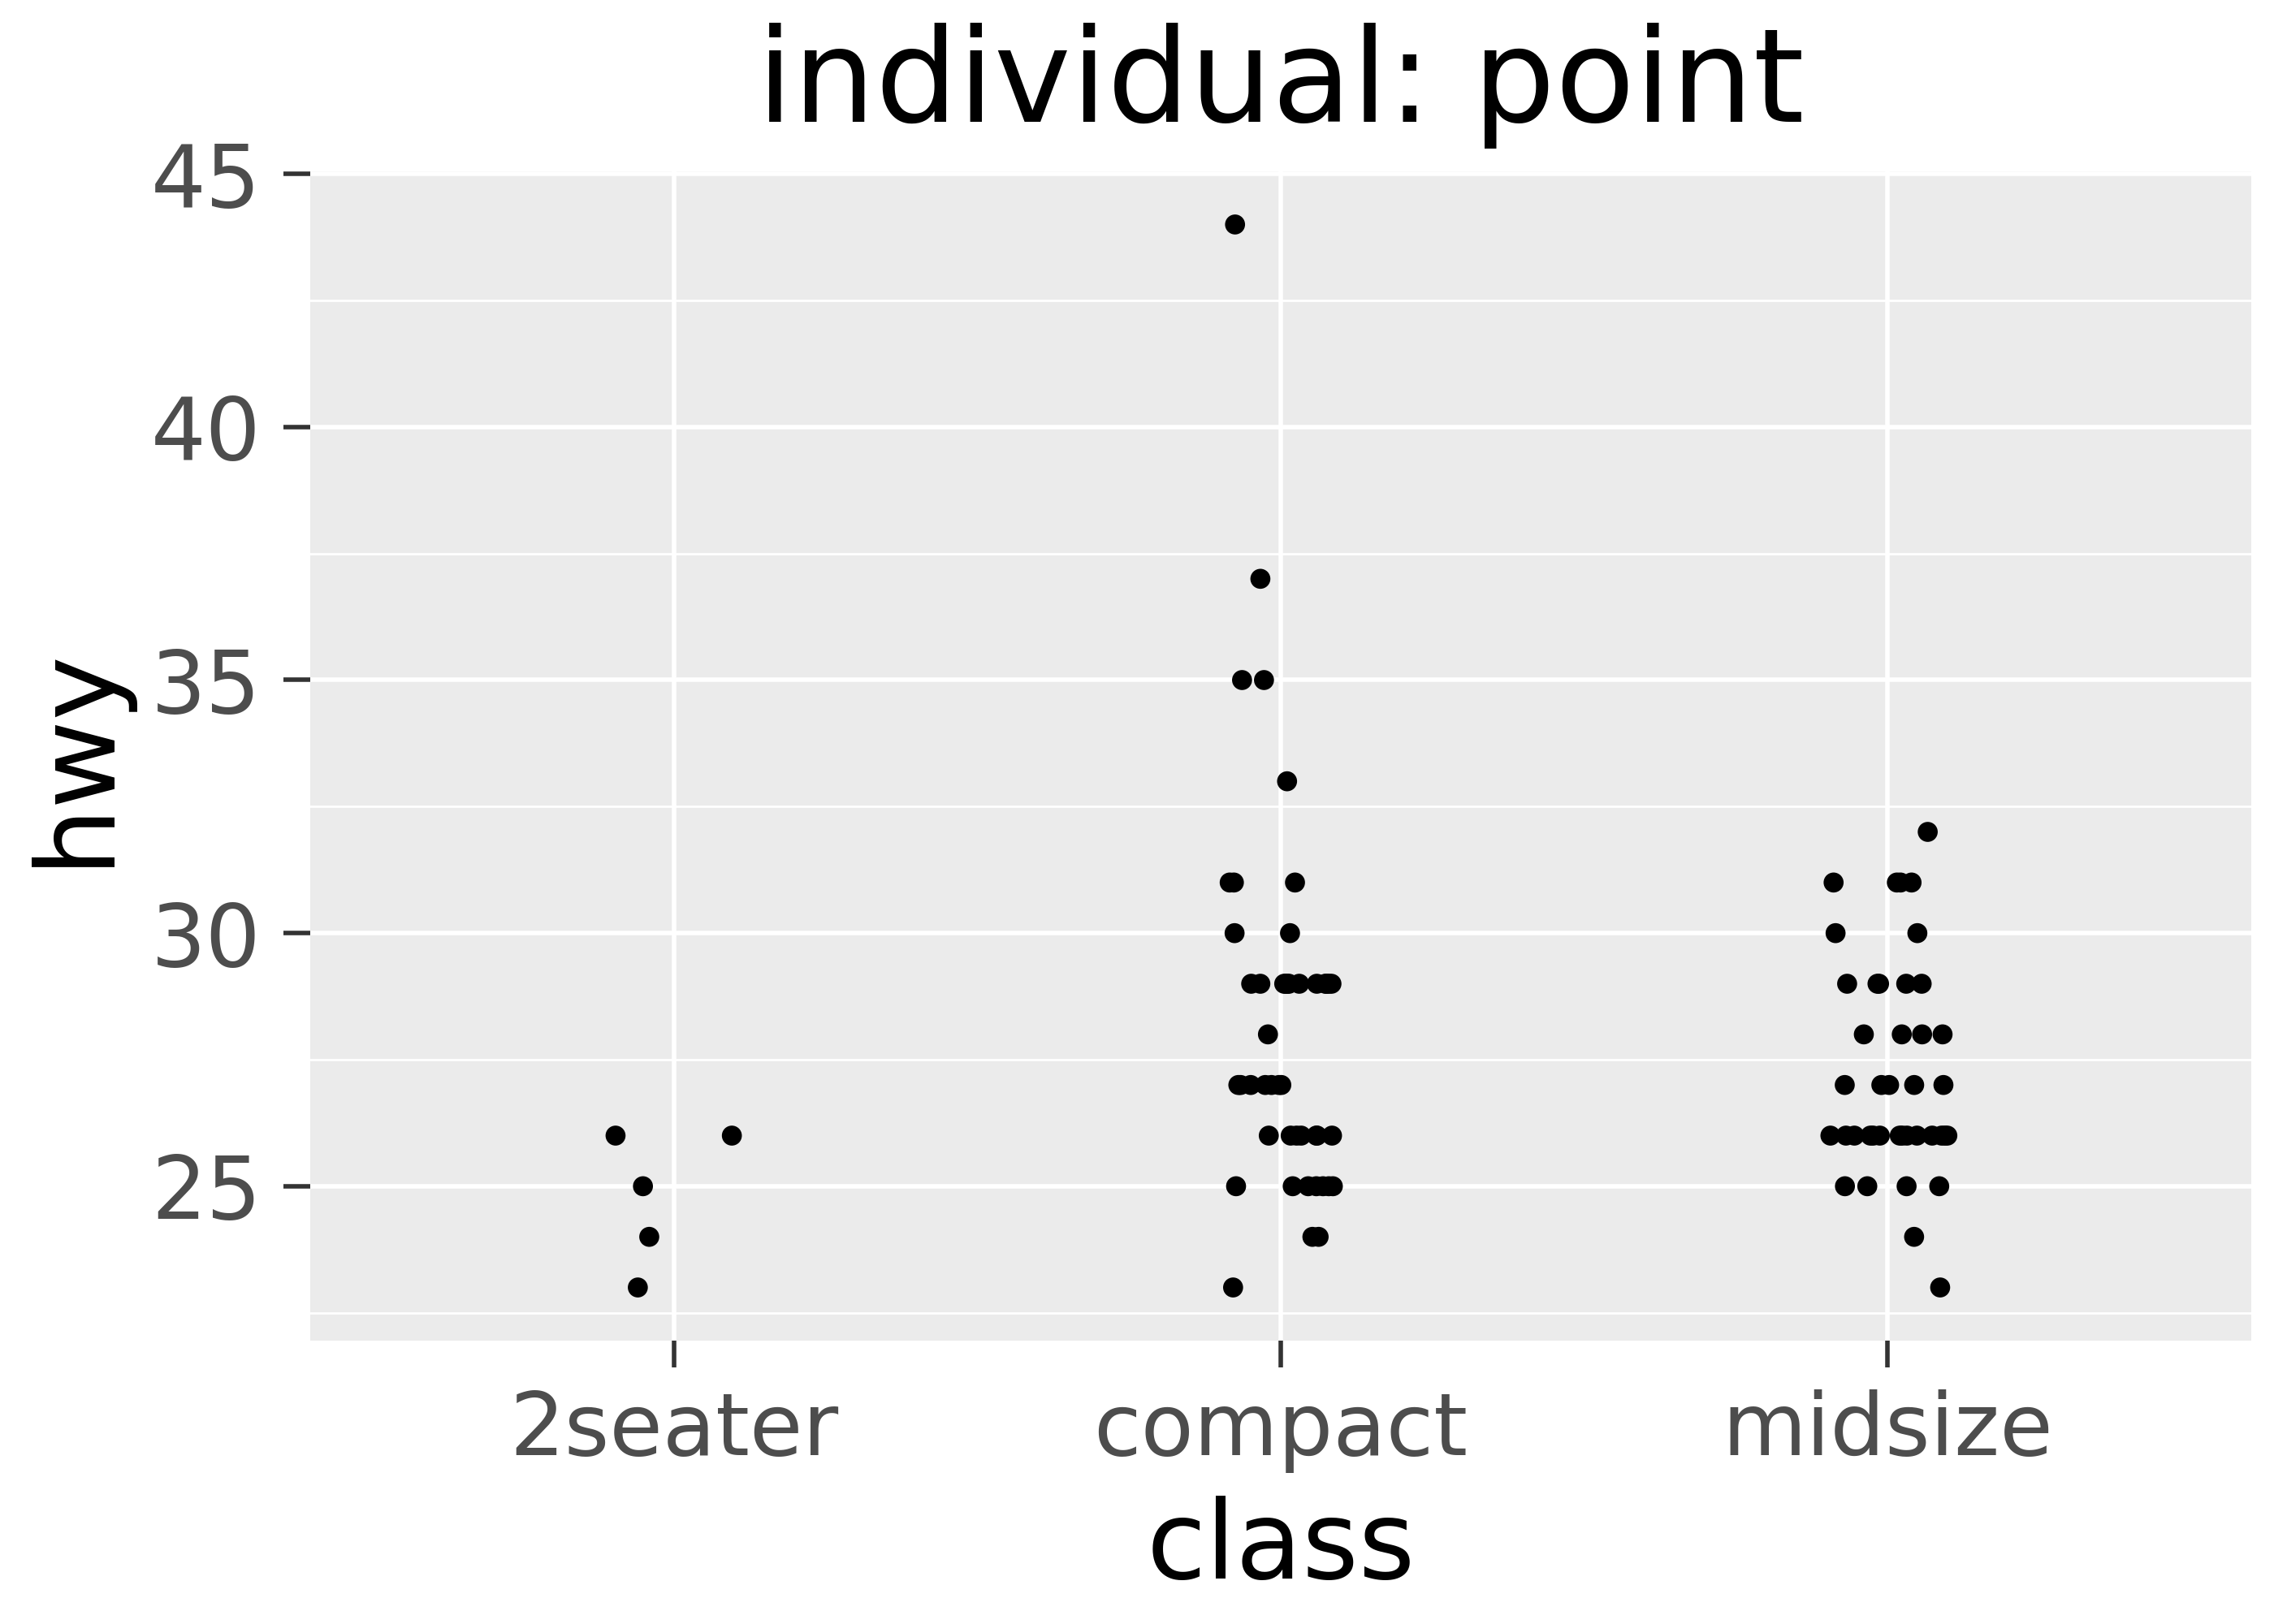 individual: point
45
40
35
30
25
hwy
2seater compact midsize
class